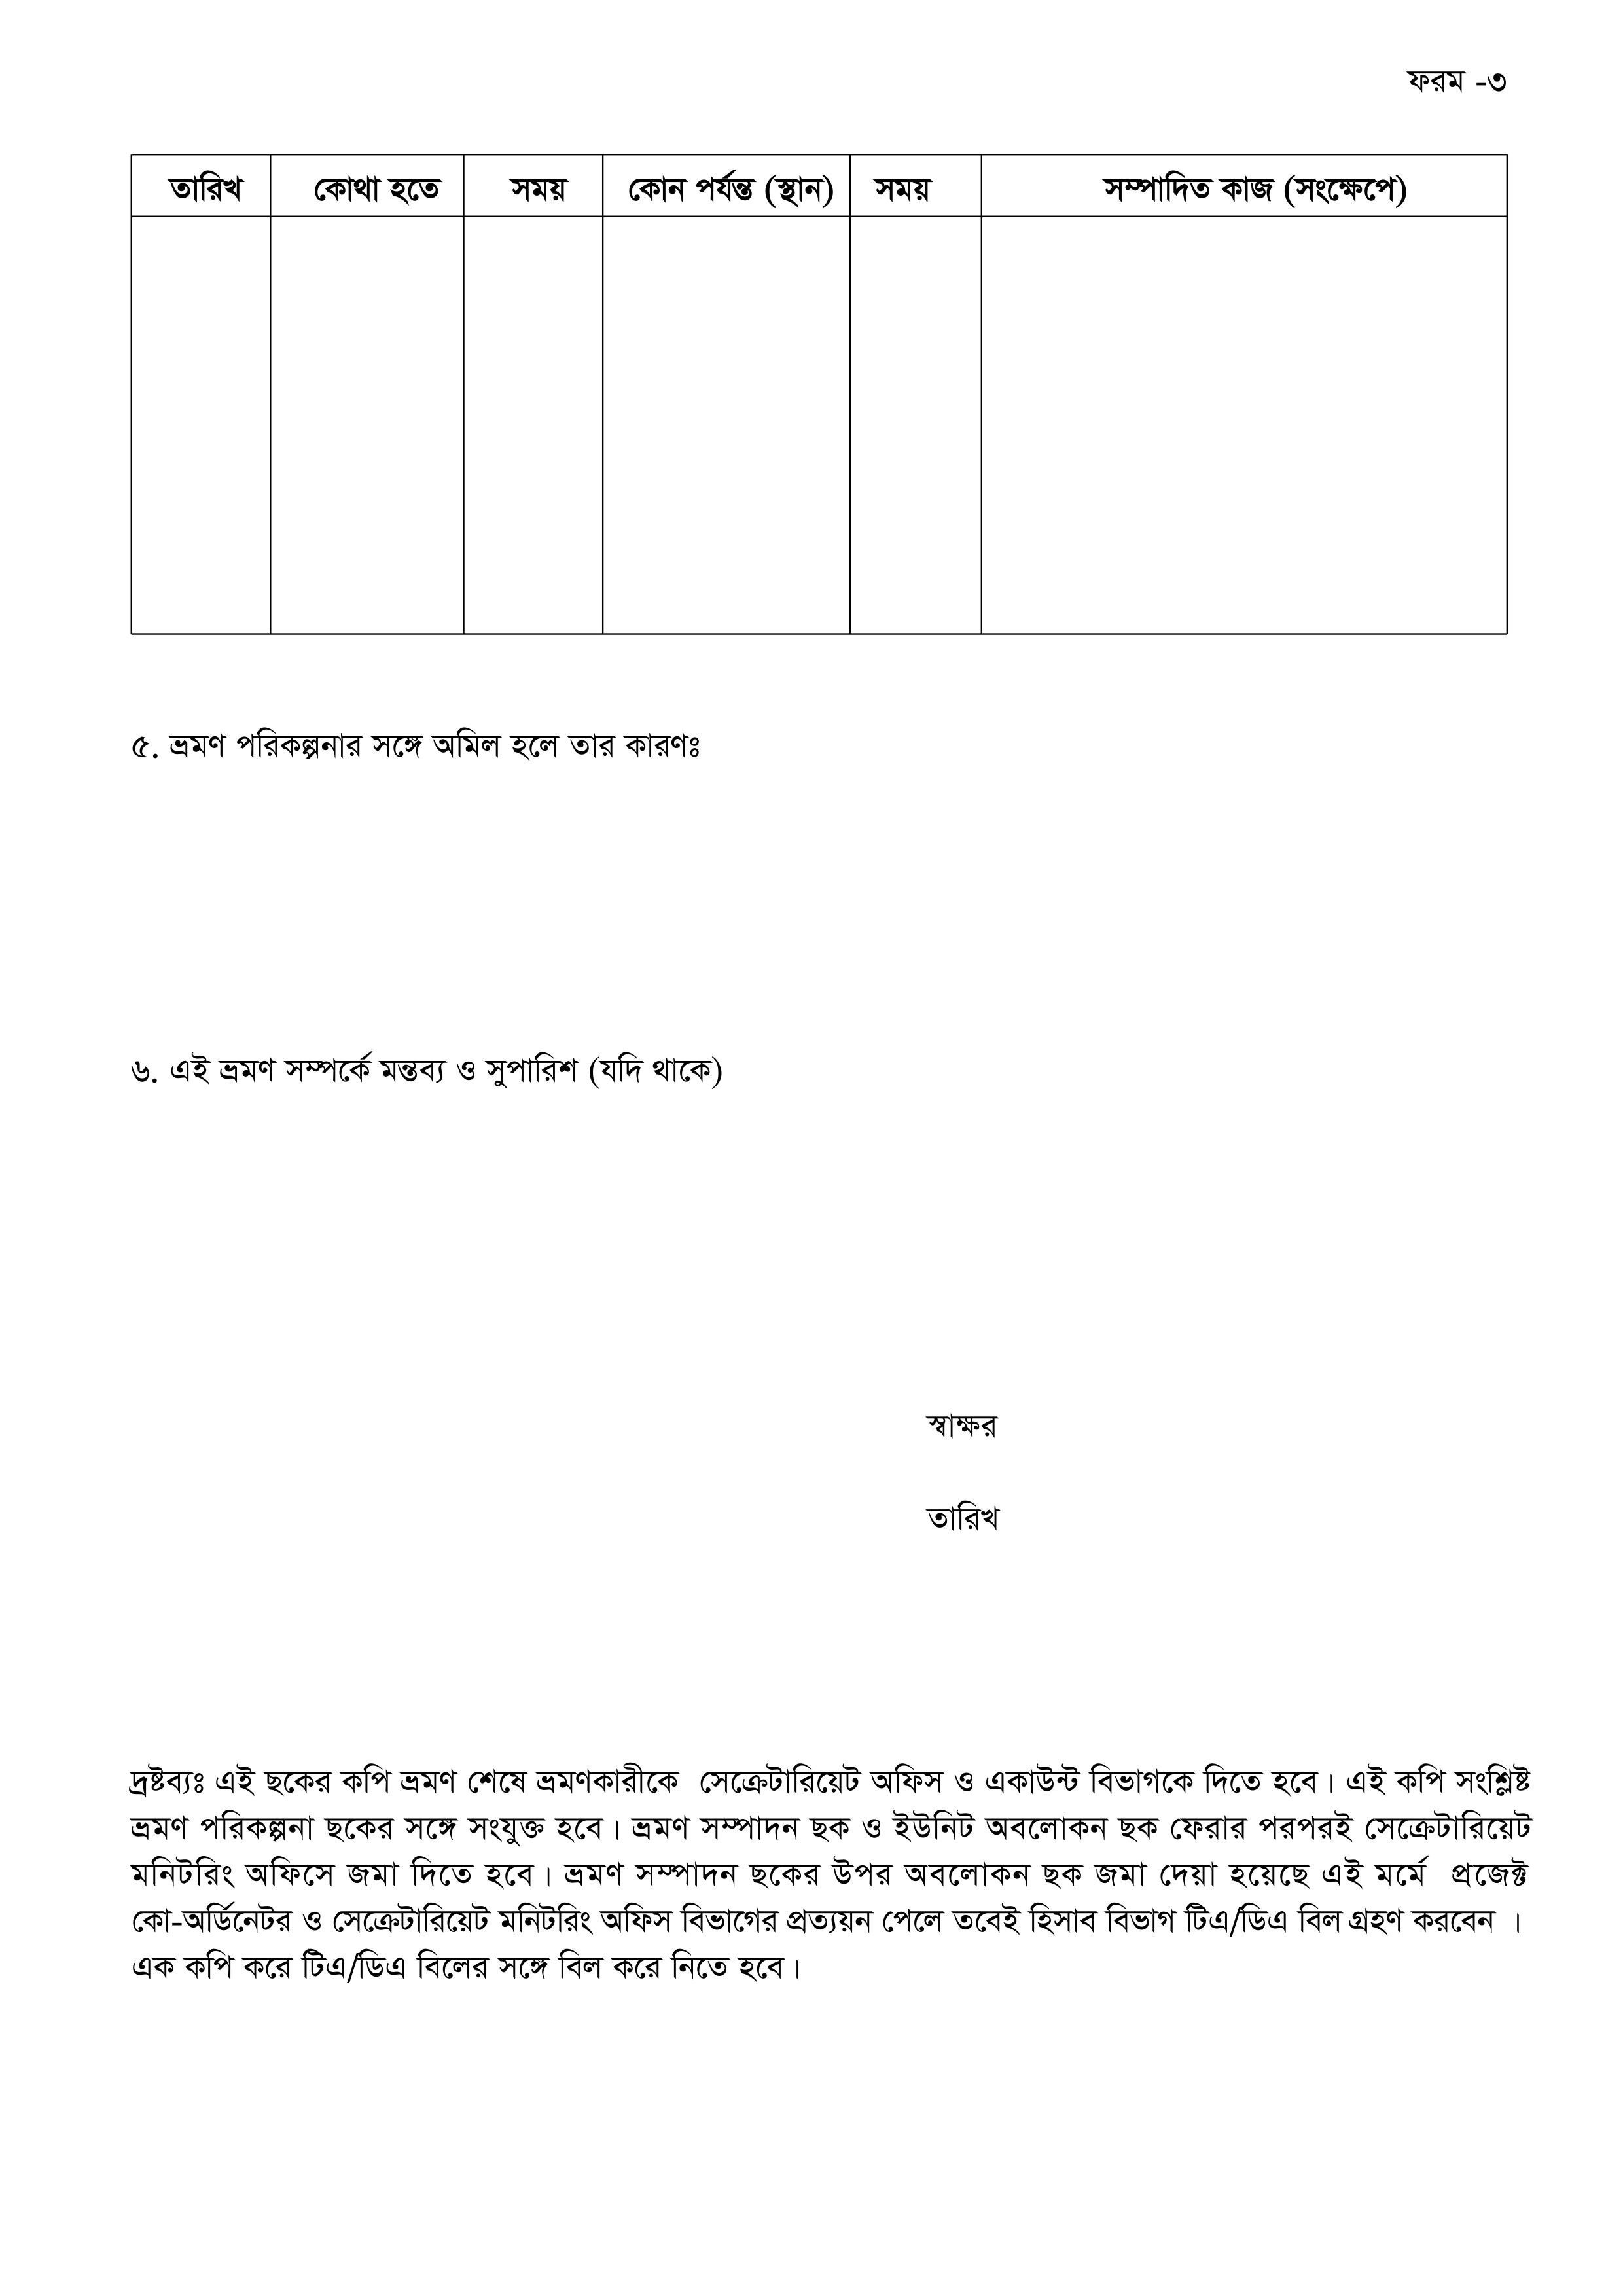 ফরম -৩
তারিখ কোথা হতে সময় কোন পর্যন্ত (স্থান) সময় সম্পাদিত কাজ (সংক্ষেপে)
৫. ভ্রমণ পরিকল্পনার সঙ্গে অমিল হলে তার কারণঃ
৬. এই ভ্রমণ সম্পর্কে মন্তব্য ও সুপারিশ (যদি থাকে)
স্বাক্ষর
তারিখ
দ্রষ্টব্যঃ এই ছকের কপি ভ্রমণ শেষে ভ্রমণকারীকে সেক্রেটারিয়েট অফিস ও একাউন্ট বিভাগকে দিতে হবে। এই কপি সংশ্লিষ্ট
ভ্রমণ পরিকল্পনা ছকের সঙ্গে সংযুক্ত হবে। ভ্রমণ সম্পাদন ছক ও ইউনিট অবলোকন ছক ফেরার পরপরই সেক্রেটারিয়েট
মনিটরিং অফিসে জমা দিতে হবে। ভ্রমণ সম্পাদন ছকের উপর অবলোকন ছক জমা দেয়া হয়েছে এই মর্মে প্রজেক্ট
কো-অর্ডিনেটর ও সেক্রেটারিয়েট মনিটরিং অফিস বিভাগের প্রত্যয়ন পেলে তবেই হিসাব বিভাগ টিএ/ডিএ বিল গ্রহণ করবেন ।
এক কপি করে টিএ/ডিএ বিলের সঙ্গে বিল করে নিতে হবে।